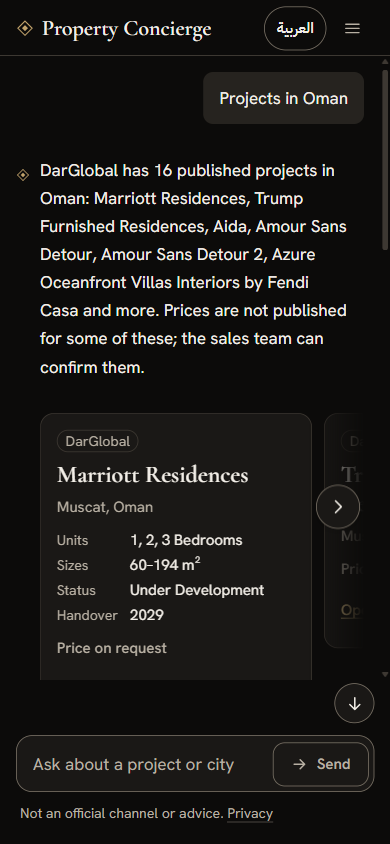 Property Concierge
العربية
Projects in Oman
DarGlobal has 16 published projects in
Oman: Marriott Residences, Trump
Furnished Residences, Aida, Amour Sans
Detour, Amour Sans Detour 2, Azure
Oceanfront Villas Interiors by Fendi
Casa and more. Prices are not published
for some of these; the sales team can
confirm them.
DarGlobal
Marriott Residences
Muscat, Oman
Units 1, 2, 3 Bedrooms
Sizes 60–194 m²
Status Under Development
Handover 2029
Price on request
Ask about a project or city
Send
Not an official channel or advice. Privacy